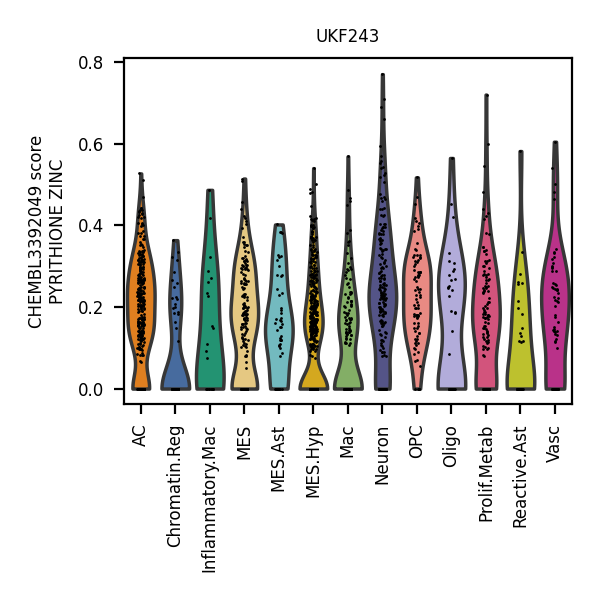 UKF243
CHEMBL3392049 score
PYRITHIONE ZINC
0.8
0.6
0.4
0.2
0.0
AC
Chromatin.Reg
Inflammatory.Mac
MES
MES.Ast
MES.Hyp
Mac
Neuron
OPC
Oligo
Prolif.Metab
Reactive.Ast
Vasc